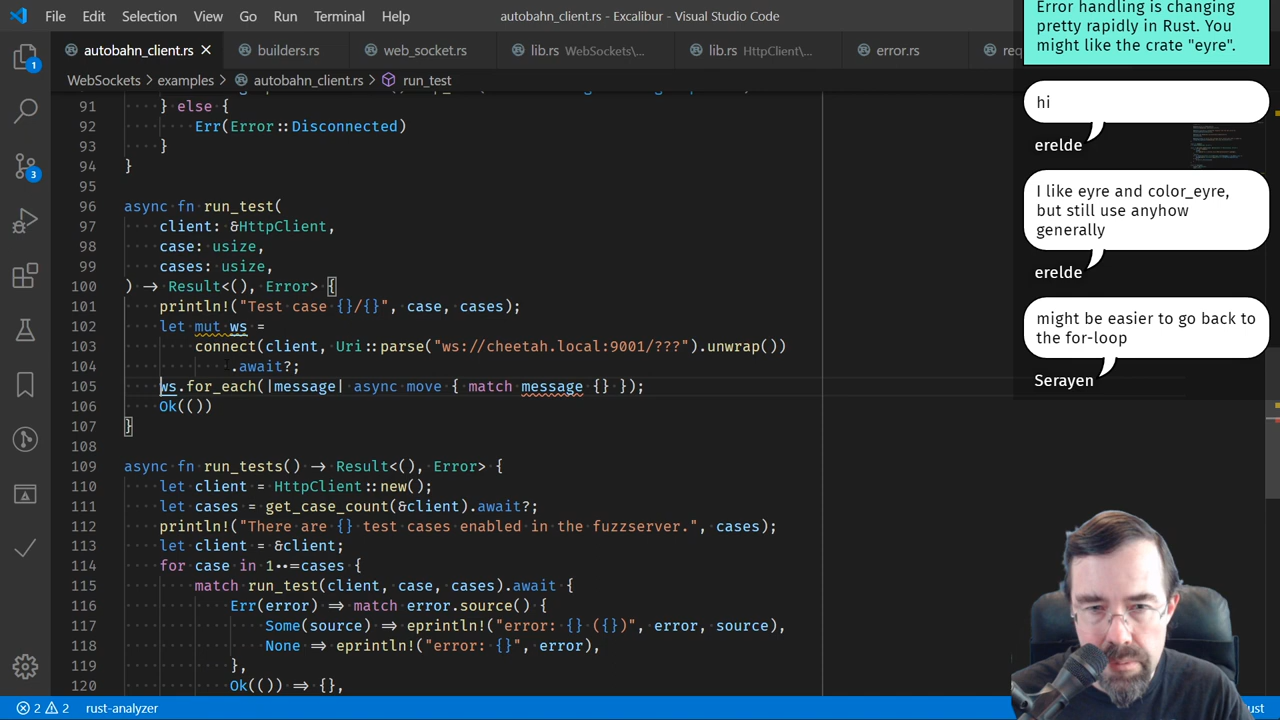 File Edit Selection View Go Run Terminal Help autobahn_client.rs - Excalibur - Visual Studio Code
autobahn_client.rs builders.rs web_socket.rs lib.rs WebSockets\... lib.rs HttpClient\... error.rs
WebSockets > examples > autobahn_client.rs > run_test
91 } else {
92 Err(Error::Disconnected)
93 }
94 }
95
96 async fn run_test(
97 client: &HttpClient,
98 case: usize,
99 cases: usize,
100 ) -> Result<(), Error> {
101 println!("Test case {}/{}", case, cases);
102 let mut ws =
103 connect(client, Uri::parse("ws://cheetah.local:9001/???").unwrap())
104 .await?;
105 ws.for_each(|message| async move { match message {} });
106 Ok(())
107 }
108
109 async fn run_tests() -> Result<(), Error> {
110 let client = HttpClient::new();
111 let cases = get_case_count(&client).await?;
112 println!("There are {} test cases enabled in the fuzzserver.", cases);
113 let client = &client;
114 for case in 1..=cases {
115 match run_test(client, case, cases).await {
116 Err(error) => match error.source() {
117 Some(source) => eprintln!("error: {} ({})", error, source),
118 None => eprintln!("error: {}", error),
119 },
120 Ok(()) => {},
Error handling is changing
pretty rapidly in Rust. You
might like the crate "eyre".
hi
erelde
I like eyre and color_eyre,
but still use anyhow
generally
erelde
might be easier to go back to
the for-loop
Serayen
1
3
2 2 rust-analyzer